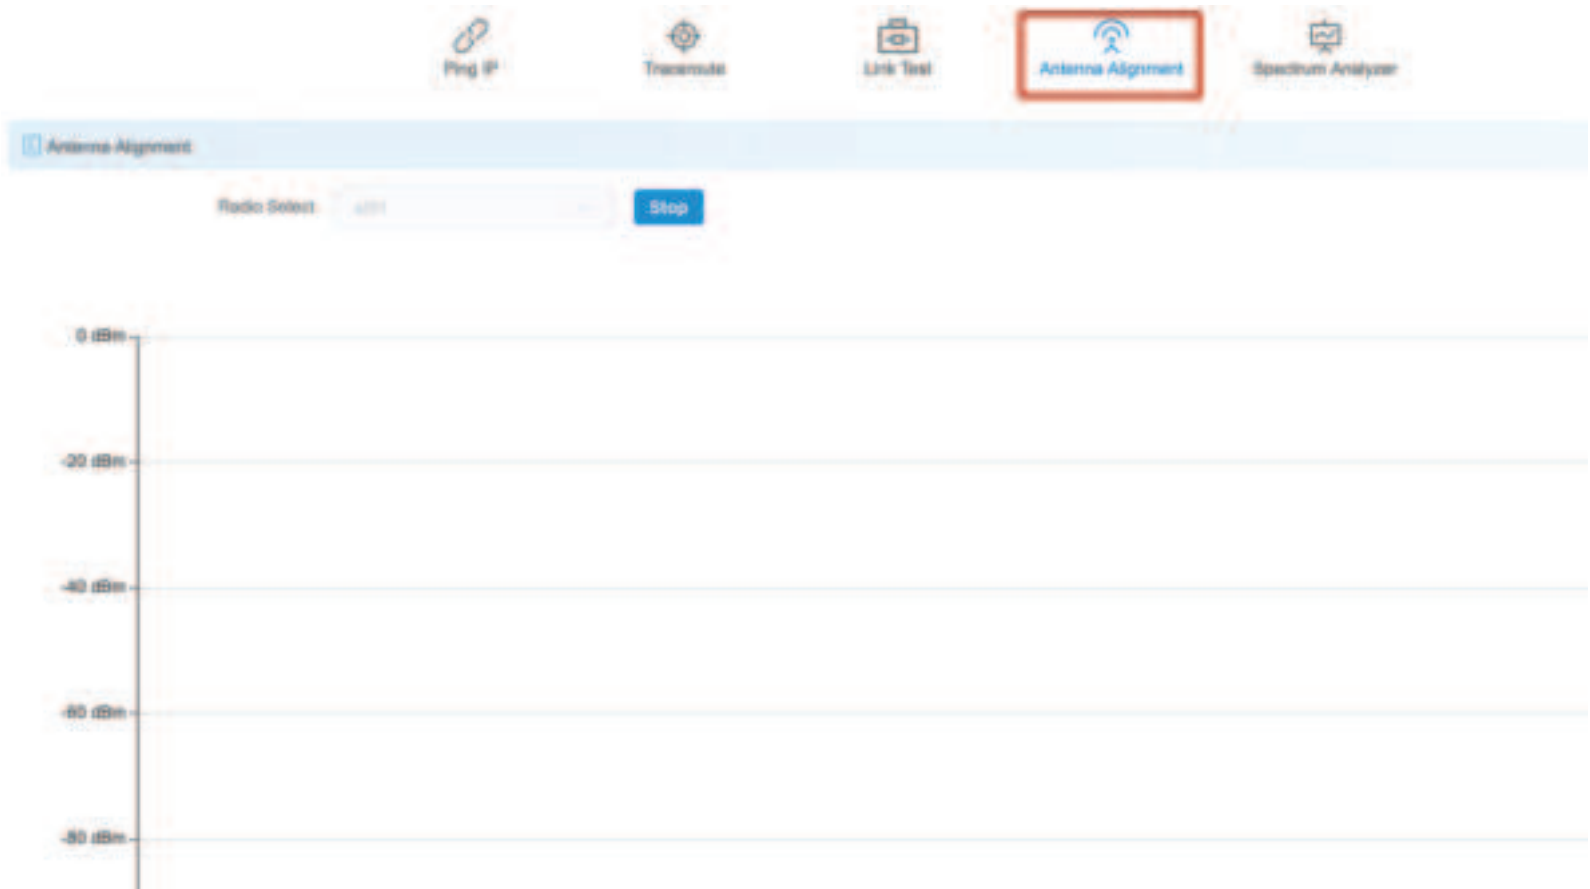 Ping IP
Traceroute
Link Test
Antenna Alignment
Spectrum Analyzer
Antenna Alignment
Radio Select
Stop
0 dBm
-20 dBm
-40 dBm
-60 dBm
-80 dBm